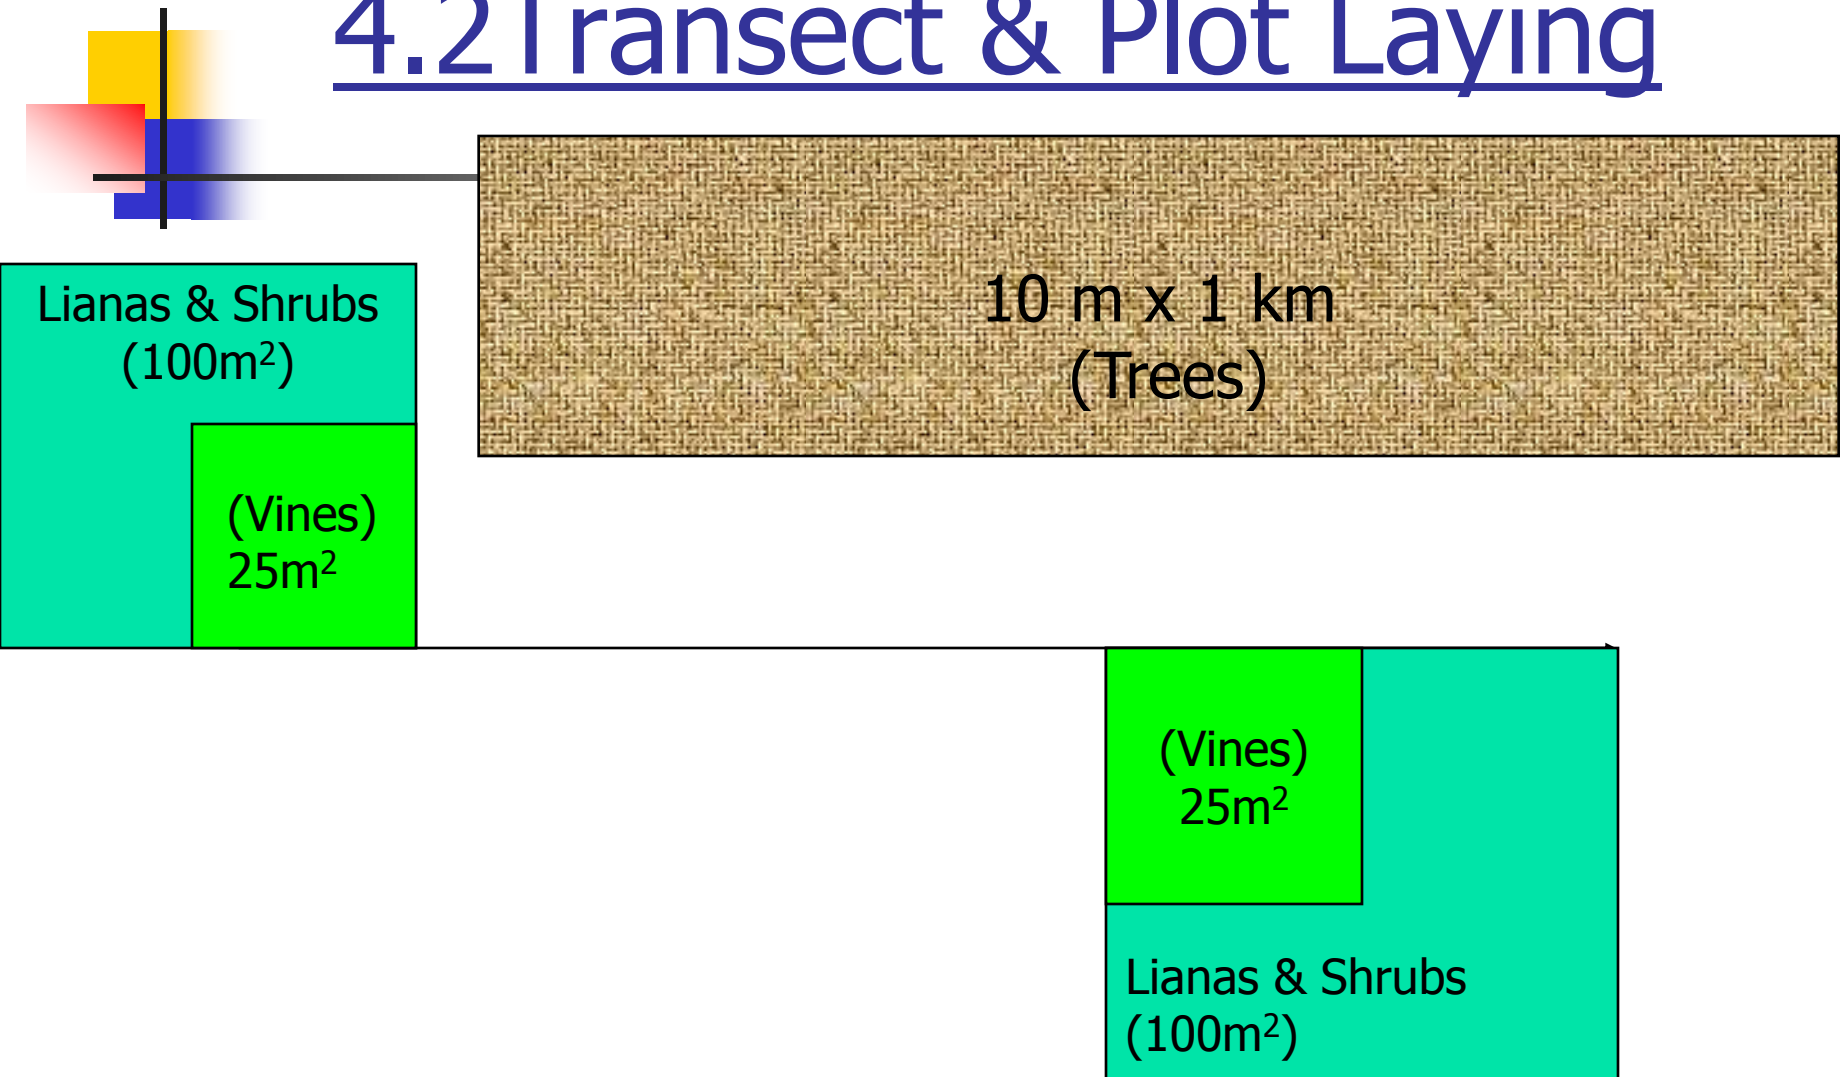 4.2Transect & Plot Laying
10 m x 1 km
(Trees)
Lianas & Shrubs
(100m²)
(Vines)
25m²
(Vines)
25m²
Lianas & Shrubs
(100m²)